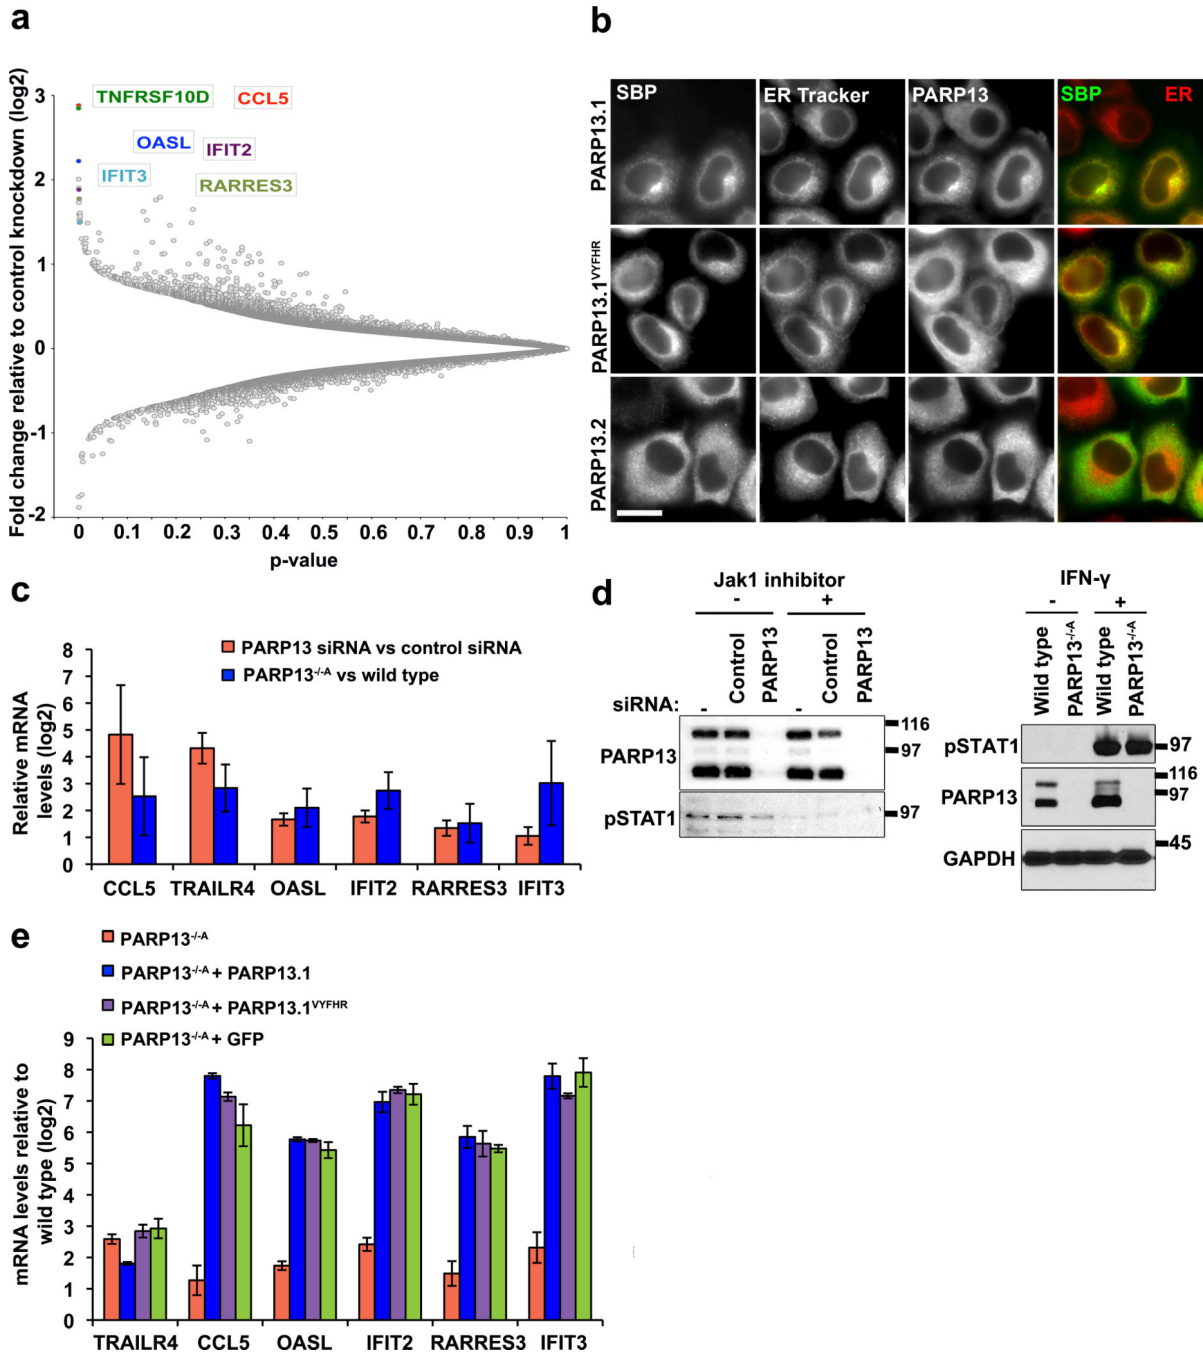 a
Fold change relative to control knockdown (log2)
3
2
1
0
-1
-2
TNFRSF10D
CCL5
OASL
IFIT2
IFIT3
RARRES3
0 0.1 0.2 0.3 0.4 0.5 0.6 0.7 0.8 0.9 1
p-value
b
SBP
ER Tracker
PARP13
SBP ER
PARP13.1
PARP13.1VYFHR
PARP13.2
c
Relative mRNA
levels (log2)
8
7
6
5
4
3
2
1
0
PARP13 siRNA vs control siRNA
PARP13-/-A vs wild type
CCL5 TRAILR4 OASL IFIT2 RARRES3 IFIT3
d
Jak1 inhibitor
- +
siRNA: - Control PARP13 - Control PARP13
PARP13
116
97
pSTAT1
97
IFN-γ
- +
Wild type PARP13-/-A Wild type PARP13-/-A
pSTAT1
97
PARP13
116
97
GAPDH
45
e
PARP13-/-A
PARP13-/-A + PARP13.1
PARP13-/-A + PARP13.1VYFHR
PARP13-/-A + GFP
mRNA levels relative to
wild type (log2)
9
8
7
6
5
4
3
2
1
0
TRAILR4 CCL5 OASL IFIT2 RARRES3 IFIT3